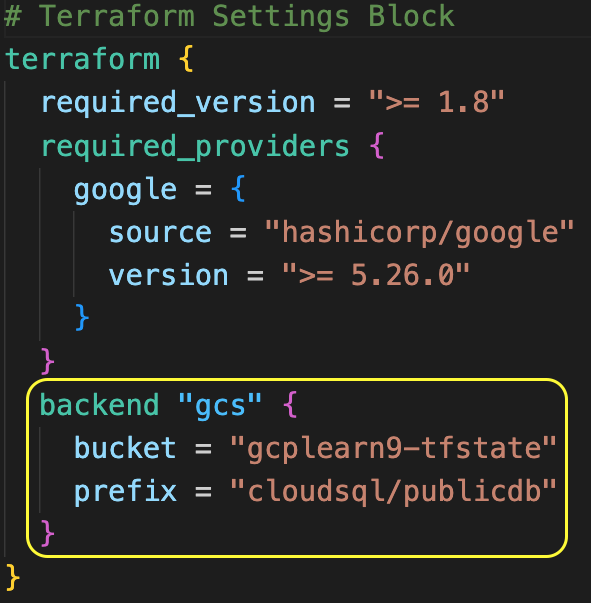 # Terraform Settings Block
terraform {
  required_version = ">= 1.8"
  required_providers {
    google = {
      source = "hashicorp/google"
      version = ">= 5.26.0"
    }
  }
  backend "gcs" {
    bucket = "gcplearn9-tfstate"
    prefix = "cloudsql/publicdb"
  }
}